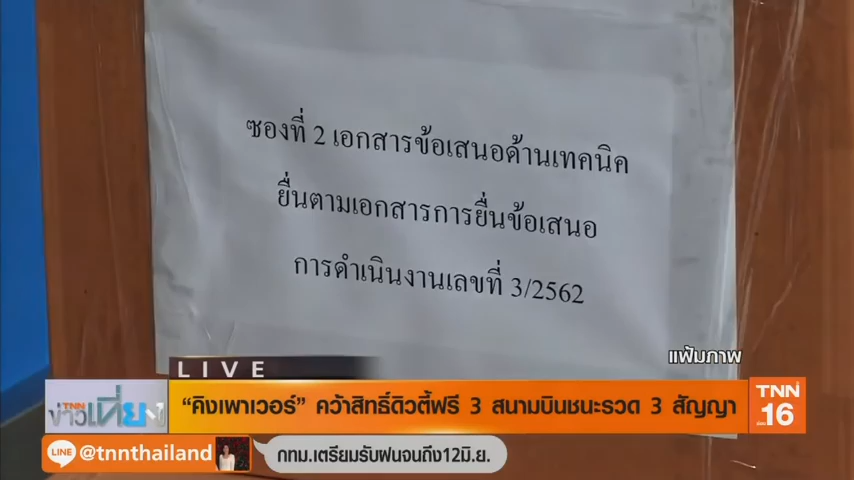 ซองที่ 2 เอกสารข้อเสนอด้านเทคนิค
ยื่นตามเอกสารการยื่นข้อเสนอ
การดำเนินงานเลขที่ 3/2562
แฟ้มภาพ
LIVE
TNN
ข่าวเที่ยง
“คิงเพาเวอร์” คว้าสิทธิ์ดิวตี้ฟรี 3 สนามบินชนะรวด 3 สัญญา
TNN
ช่อง 16
LINE @tnnthailand
กทม.เตรียมรับฝนจนถึง12มิ.ย.